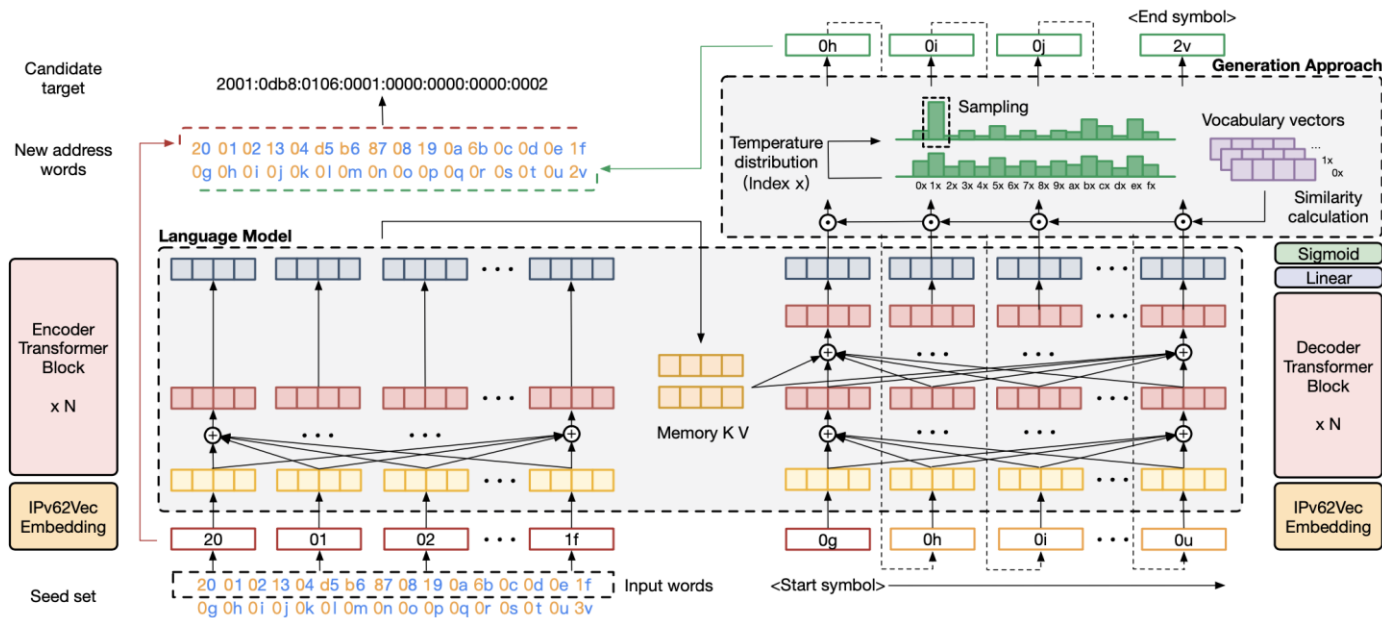 <End symbol>
0h 0i 0j 2v
Generation Approach
Candidate
target
2001:0db8:0106:0001:0000:0000:0000:0002
New address
words
20 01 02 13 04 d5 b6 87 08 19 0a 6b 0c 0d 0e 1f
0g 0h 0i 0j 0k 0l 0m 0n 0o 0p 0q 0r 0s 0t 0u 2v
Sampling
Temperature
distribution
(Index x)
0x 1x 2x 3x 4x 5x 6x 7x 8x 9x ax bx cx dx ex fx
Vocabulary vectors
...
1x
0x
Similarity
calculation
Language Model
Encoder
Transformer
Block
x N
IPv62Vec
Embedding
Memory K V
Sigmoid
Linear
Decoder
Transformer
Block
x N
IPv62Vec
Embedding
20 01 02 1f
0g 0h 0i 0u
Seed set
20 01 02 13 04 d5 b6 87 08 19 0a 6b 0c 0d 0e 1f
0g 0h 0i 0j 0k 0l 0m 0n 0o 0p 0q 0r 0s 0t 0u 3v
Input words
<Start symbol>